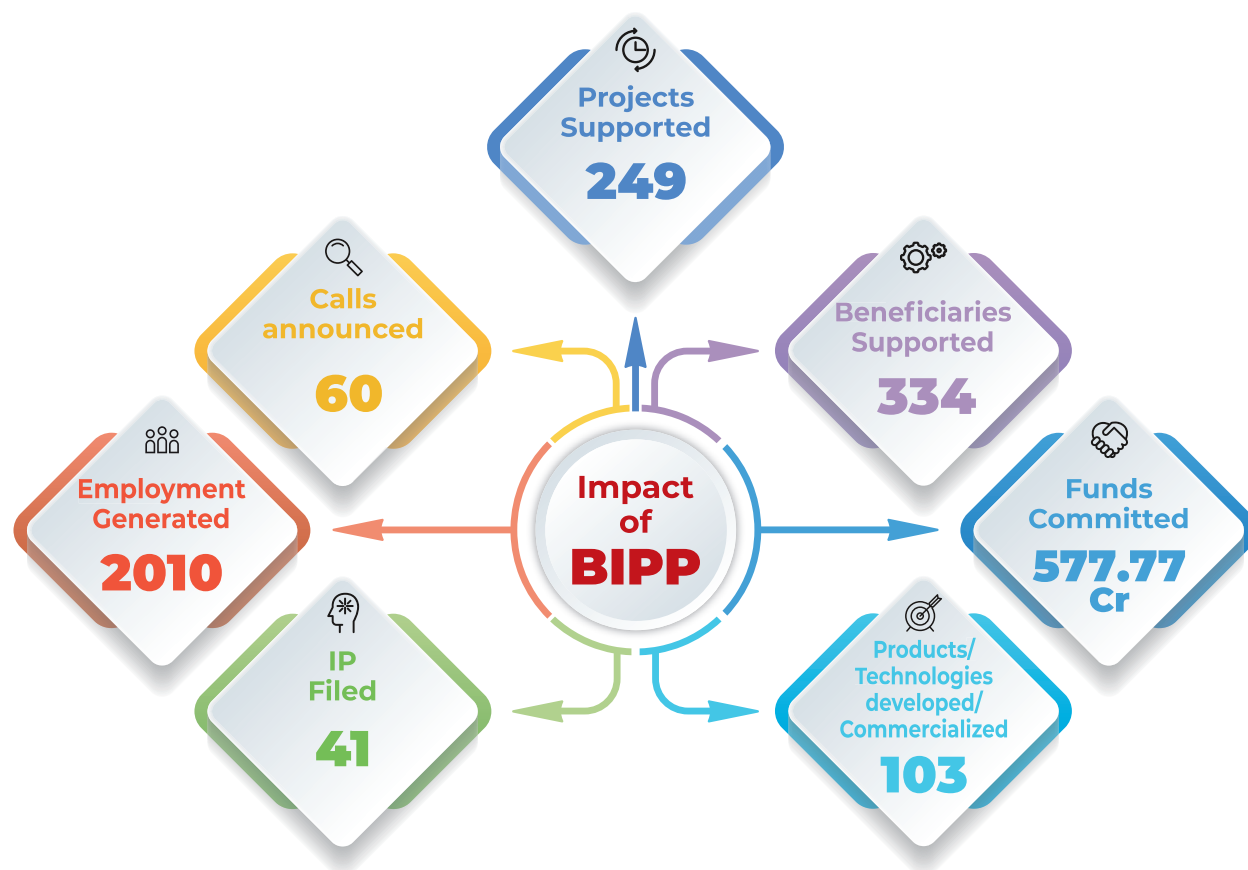 Projects
Supported
249
Calls
announced
60
Beneficiaries
Supported
334
Employment
Generated
2010
Impact
of
BIPP
Funds
Committed
577.77
Cr
IP
Filed
41
Products/
Technologies
developed/
Commercialized
103